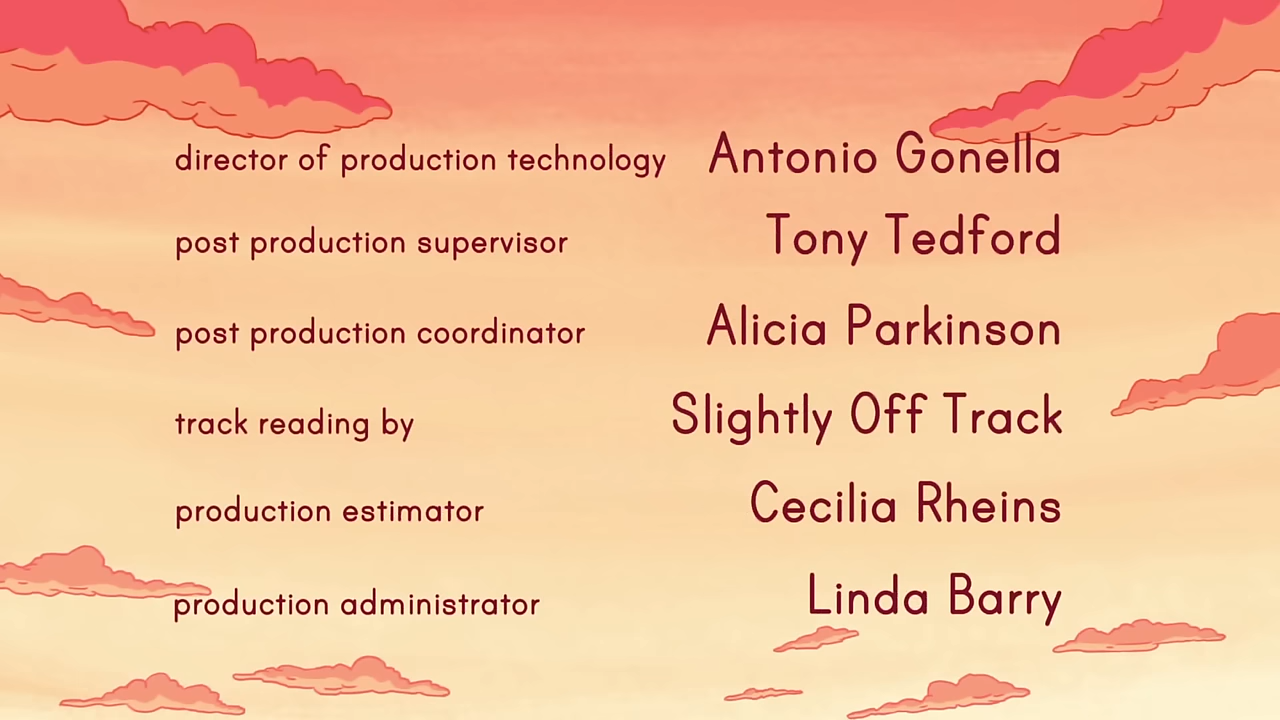 director of production technology Antonio Gonella
post production supervisor Tony Tedford
post production coordinator Alicia Parkinson
track reading by Slightly Off Track
production estimator Cecilia Rheins
production administrator Linda Barry